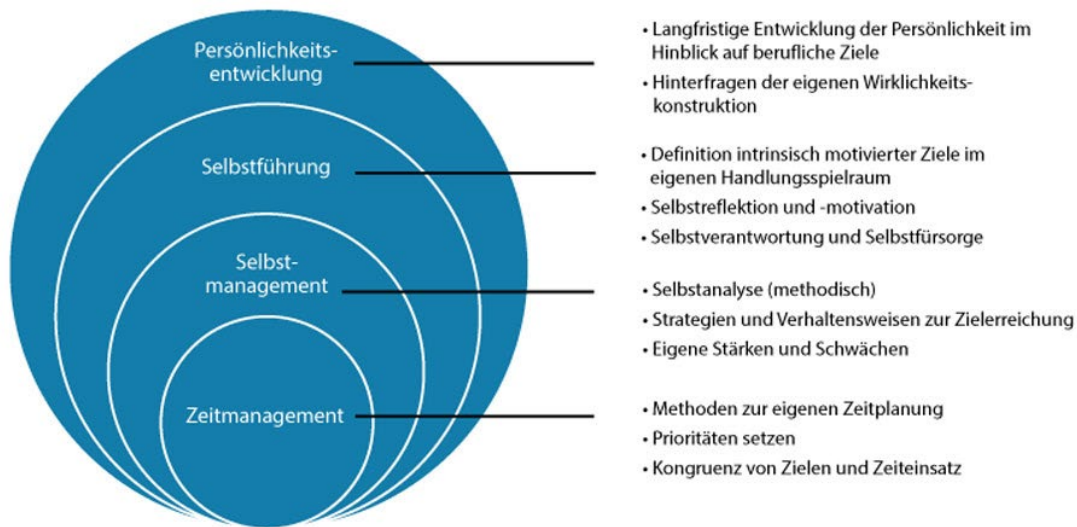 Persönlichkeits-
entwicklung
• Langfristige Entwicklung der Persönlichkeit im
Hinblick auf berufliche Ziele
• Hinterfragen der eigenen Wirklichkeits-
konstruktion
Selbstführung
• Definition intrinsisch motivierter Ziele im
eigenen Handlungsspielraum
• Selbstreflektion und -motivation
• Selbstverantwortung und Selbstfürsorge
Selbst-
management
• Selbstanalyse (methodisch)
• Strategien und Verhaltensweisen zur Zielerreichung
• Eigene Stärken und Schwächen
Zeitmanagement
• Methoden zur eigenen Zeitplanung
• Prioritäten setzen
• Kongruenz von Zielen und Zeiteinsatz